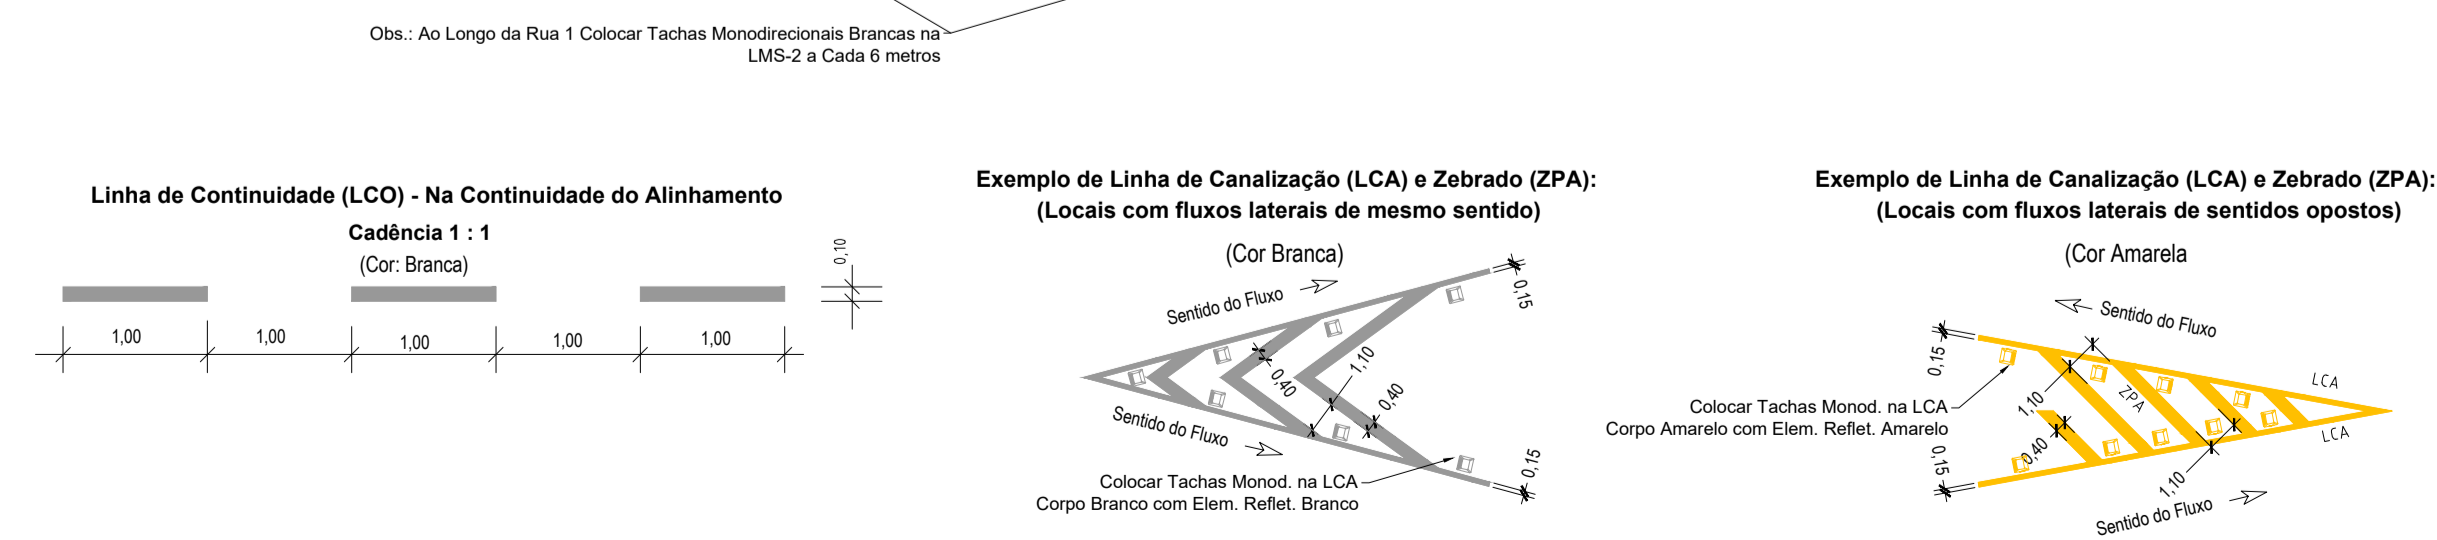 Obs.: Ao Longo da Rua 1 Colocar Tachas Monodirecionais Brancas na
LMS-2 a Cada 6 metros
Linha de Continuidade (LCO) - Na Continuidade do Alinhamento
Cadência 1 : 1
(Cor: Branca)
0,10
1,00
1,00
1,00
1,00
1,00
Exemplo de Linha de Canalização (LCA) e Zebrado (ZPA):
(Locais com fluxos laterais de mesmo sentido)
(Cor Branca)
Sentido do Fluxo
0,15
0,40
1,10
0,40
Sentido do Fluxo
0,15
Colocar Tachas Monod. na LCA
Corpo Branco com Elem. Reflet. Branco
Exemplo de Linha de Canalização (LCA) e Zebrado (ZPA):
(Locais com fluxos laterais de sentidos opostos)
(Cor Amarela
Sentido do Fluxo
0,15
LCA
ZPA
1,10
Colocar Tachas Monod. na LCA
Corpo Amarelo com Elem. Reflet. Amarelo
LCA
0,40
0,15
1,10
Sentido do Fluxo